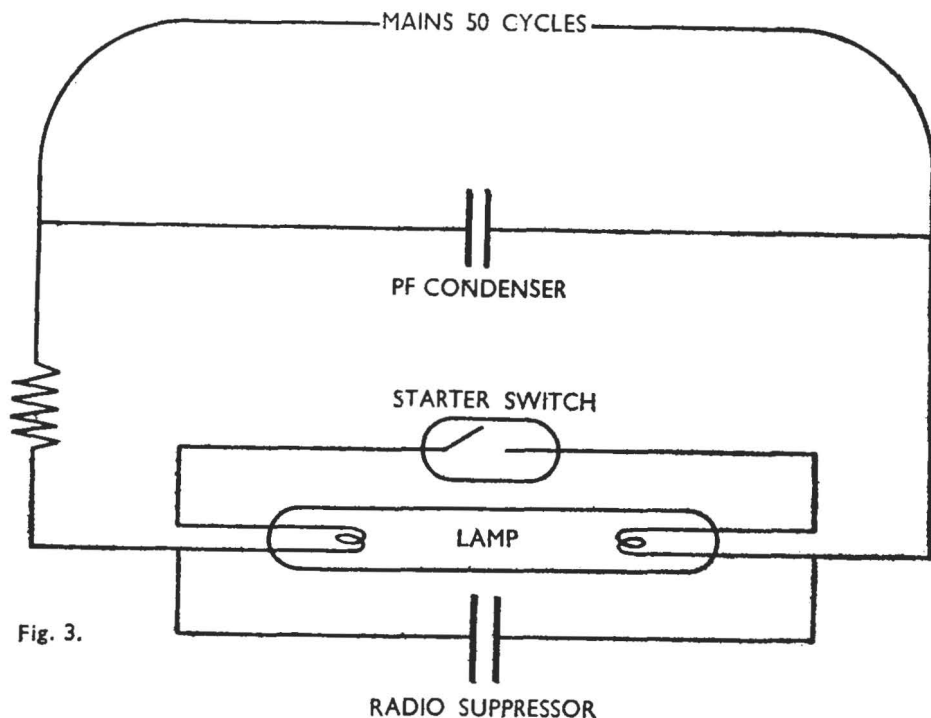 MAINS 50 CYCLES
PF CONDENSER
STARTER SWITCH
LAMP
Fig. 3.
RADIO SUPPRESSOR